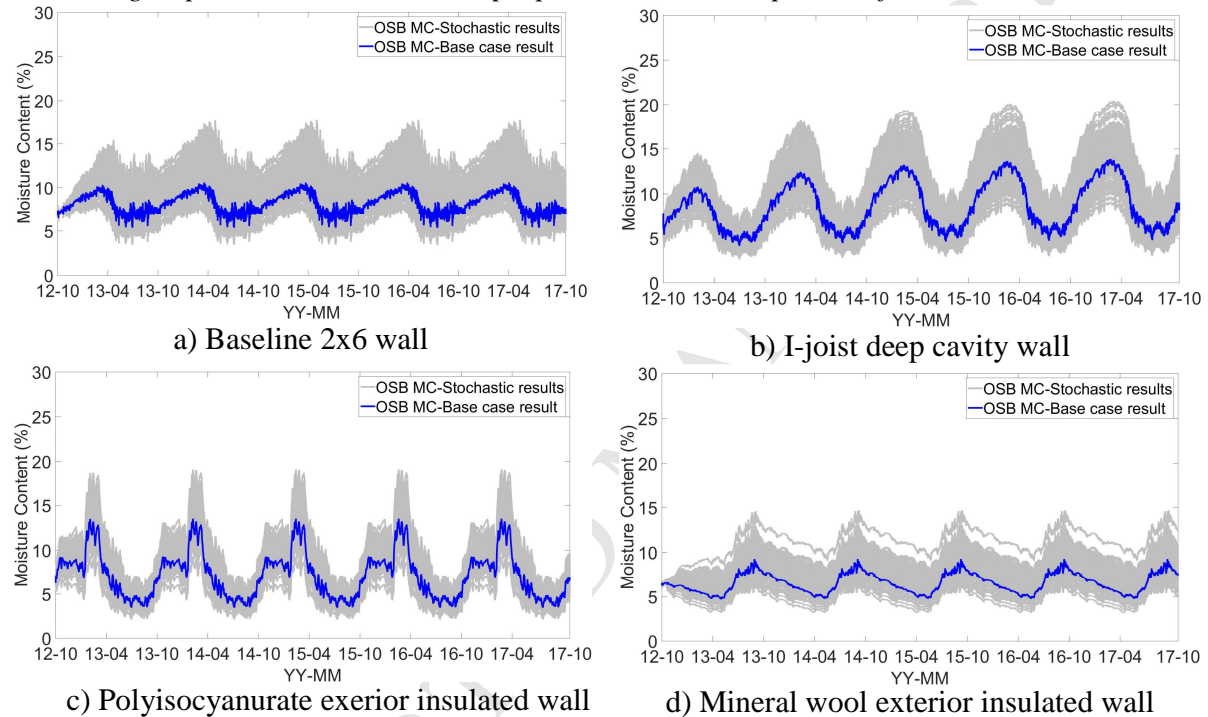 30
25
20
15
10
5
0
Moisture Content (%)
OSB MC-Stochastic results
OSB MC-Base case result
12-10 13-04 13-10 14-04 14-10 15-04 15-10 16-04 16-10 17-04 17-10
YY-MM
a) Baseline 2x6 wall
30
25
20
15
10
5
0
Moisture Content (%)
OSB MC-Stochastic results
OSB MC-Base case result
12-10 13-04 13-10 14-04 14-10 15-04 15-10 16-04 16-10 17-04 17-10
YY-MM
b) I-joist deep cavity wall
30
25
20
15
10
5
0
Moisture Content (%)
OSB MC-Stochastic results
OSB MC-Base case result
12-10 13-04 13-10 14-04 14-10 15-04 15-10 16-04 16-10 17-04 17-10
YY-MM
c) Polyisocyanurate exerior insulated wall
30
25
20
15
10
5
0
Moisture Content (%)
OSB MC-Stochastic results
OSB MC-Base case result
12-10 13-04 13-10 14-04 14-10 15-04 15-10 16-04 16-10 17-04 17-10
YY-MM
d) Mineral wool exterior insulated wall